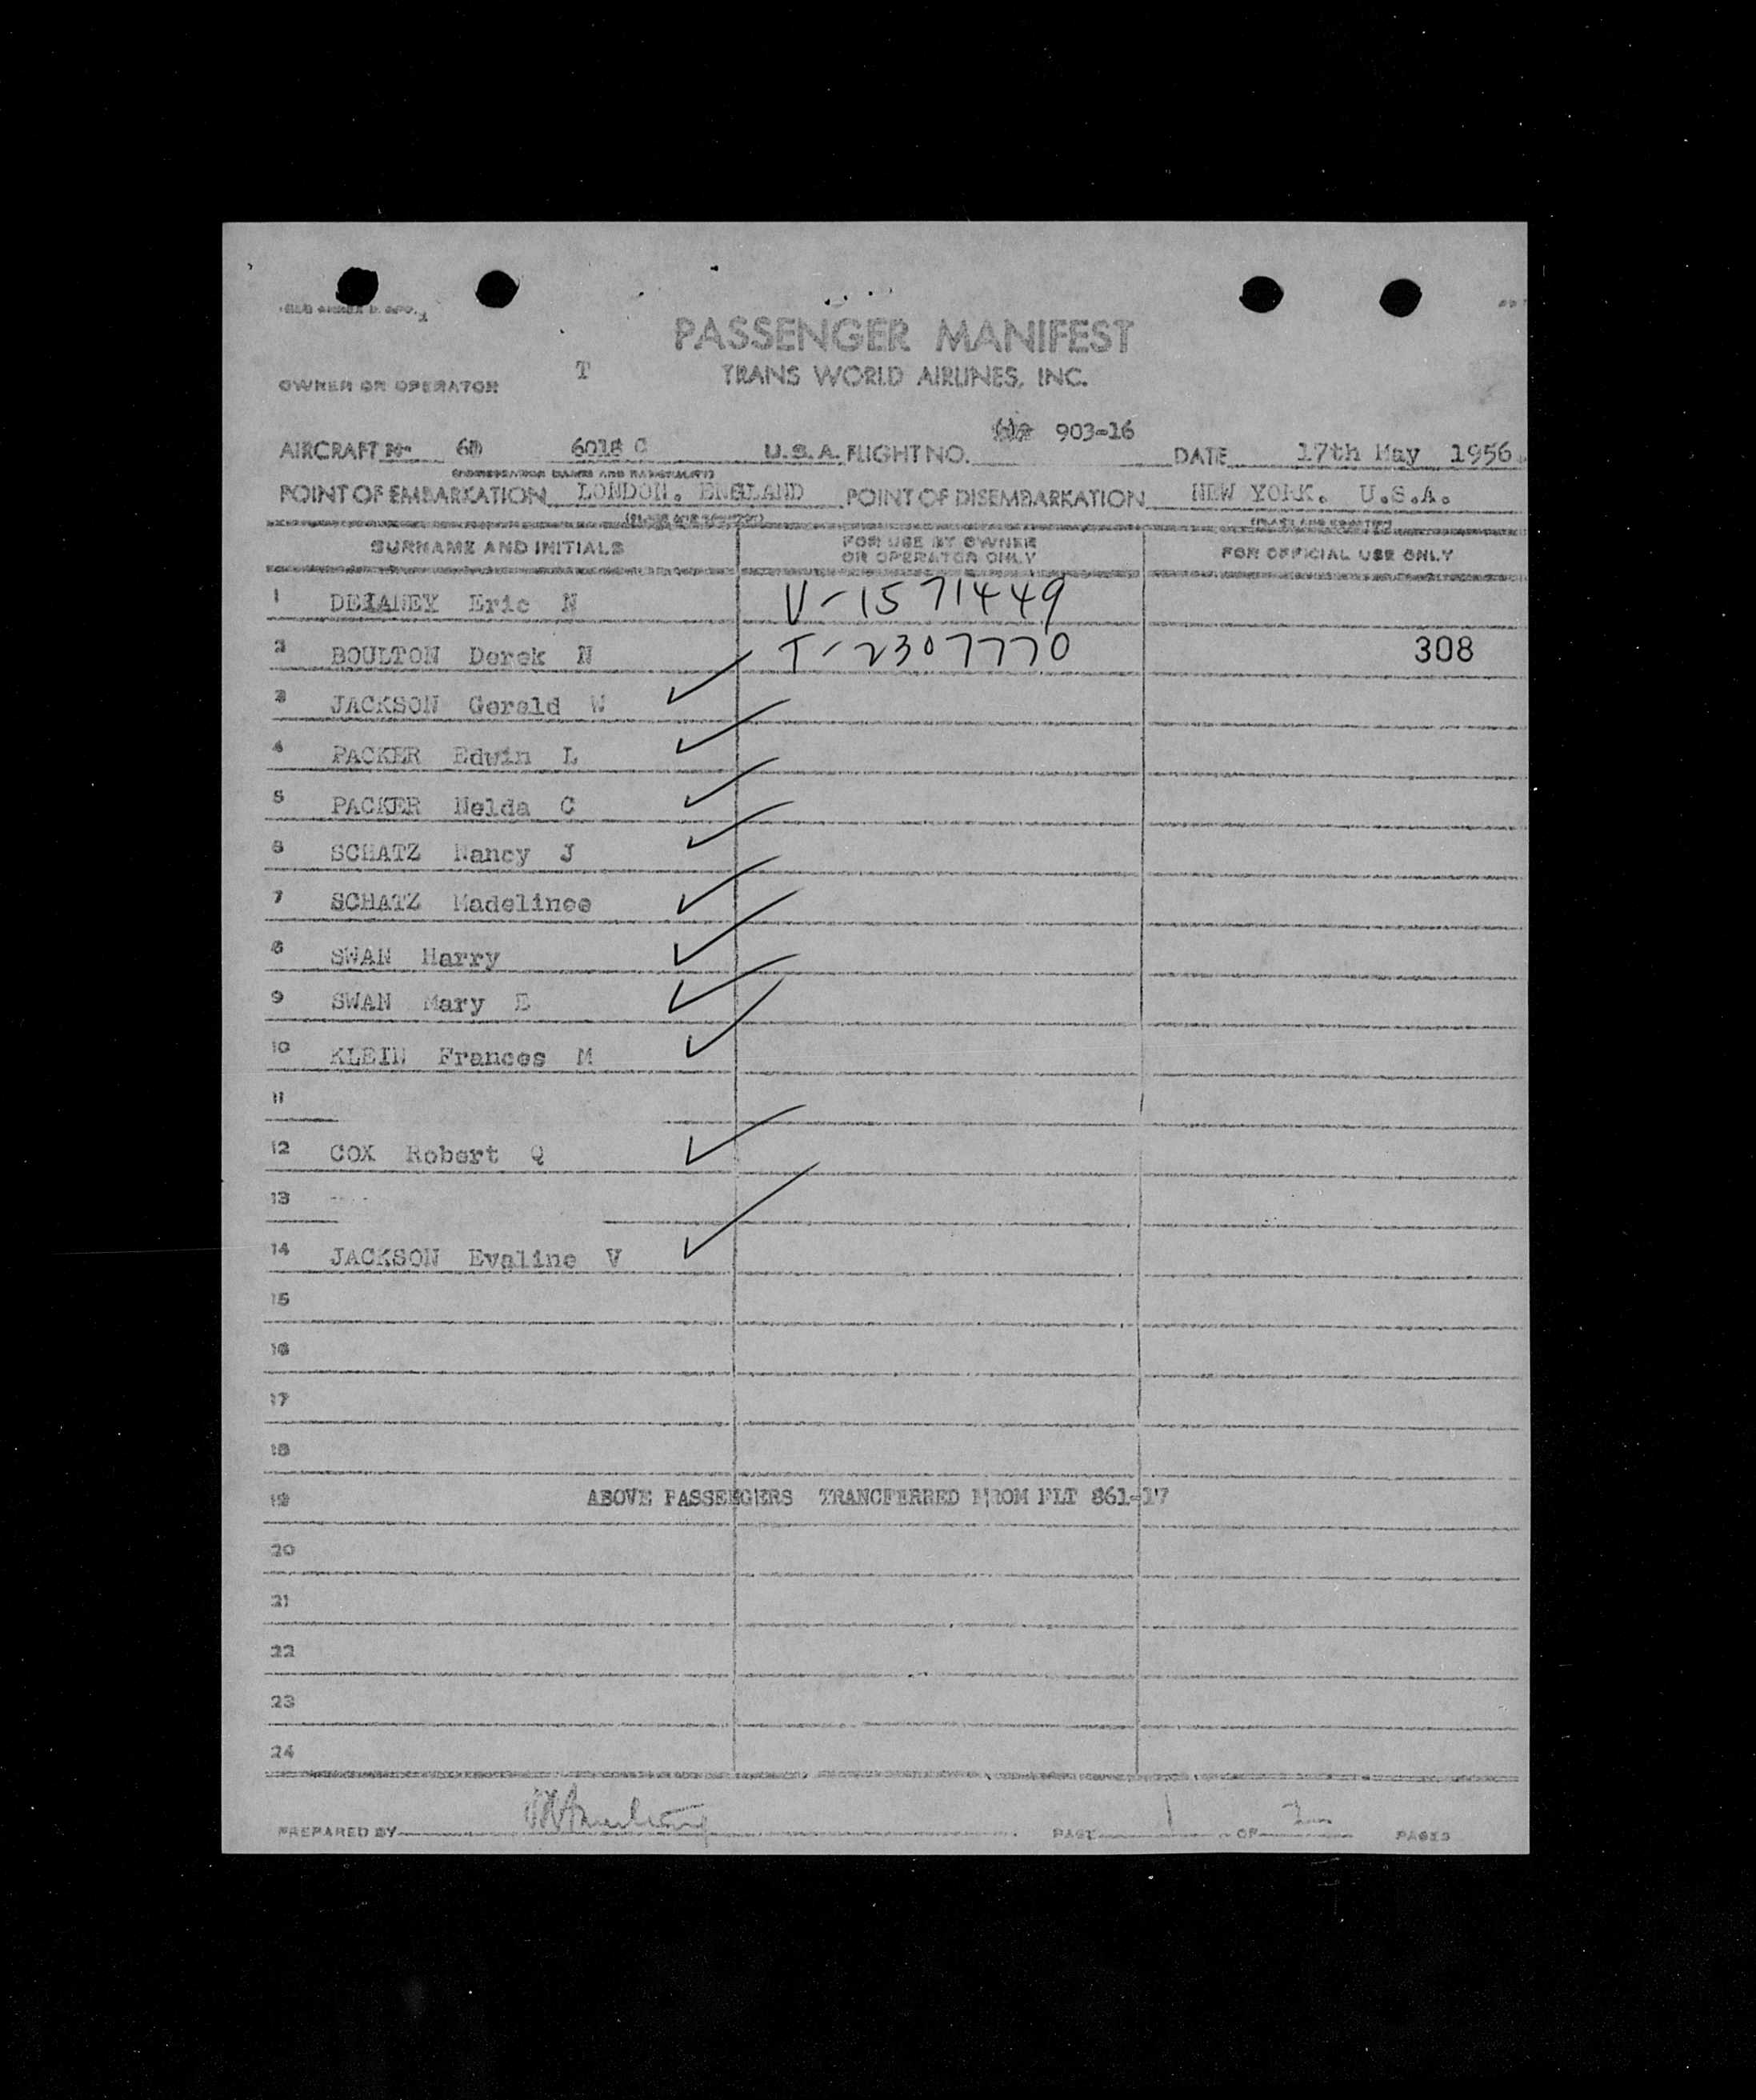 PASSENGER MANIFEST
OWNER OR OPERATOR T TRANS WORLD AIRLINES, INC.
AIRCRAFT No 6018 C U.S.A. FLIGHT NO. 903-16 DATE 17th May 1956
POINT OF EMBARKATION LONDON. ENGLAND POINT OF DISEMBARKATION NEW YORK. U.S.A.
SURNAME AND INITIALS FOR USE BY OWNER OR OPERATOR ONLY FOR OFFICIAL USE ONLY
1 DELANEY Eric N V-1571449
2 BOULTON Derek N T-2307770 308
3 JACKSON Gerald W
4 PACKER Edwin L
5 PACKER Nelda C
6 SCHATZ Nancy J
7 SCHATZ Madelinee
8 SWAN Harry
9 SWAN Mary E
10 KLEIN Frances M
11
12 COX Robert Q
13
14 JACKSON Evaline V
15
16
17
18
19 ABOVE PASSENGERS TRANCFERRED FROM FLT 861-17
20
21
22
23
24
PREPARED BY PAGE 1 OF 2 PAGES